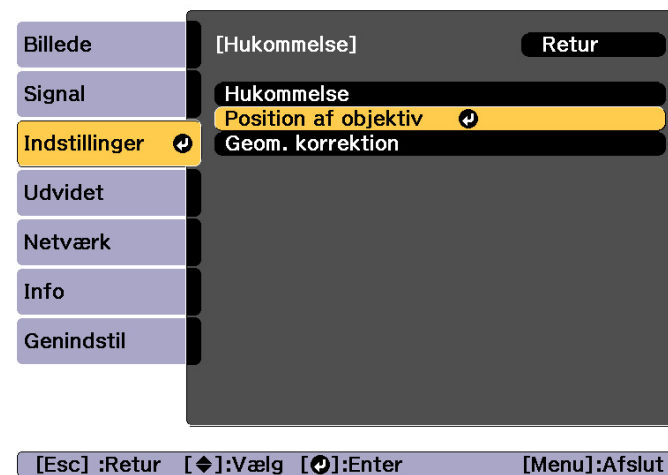 Billede
Signal
Indstillinger
Udvidet
Netværk
Info
Genindstil
[Hukommelse] Retur
Hukommelse
Position af objektiv
Geom. korrektion
[Esc] :Retur [◆]:Vælg [⏎]:Enter [Menu]:Afslut